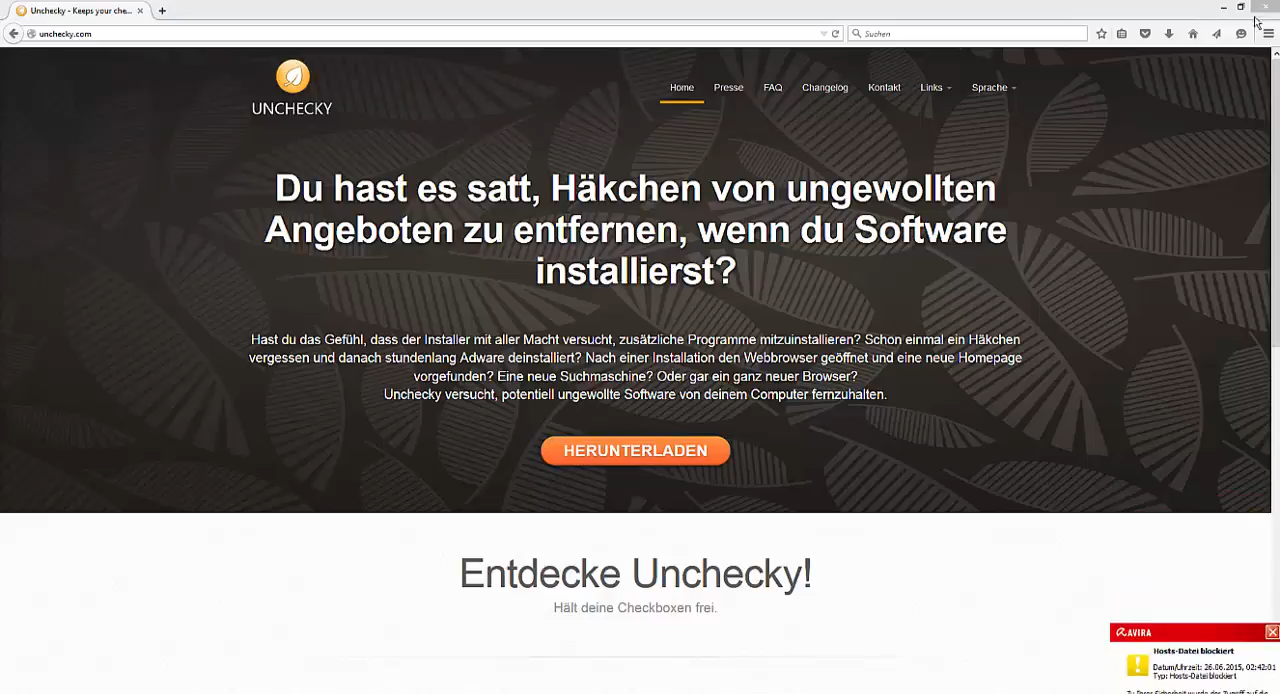 Unchecky - Keeps your che...
unchecky.com
Suchen
UNCHECKY
Home Presse FAQ Changelog Kontakt Links Sprache
Du hast es satt, Häkchen von ungewollten
Angeboten zu entfernen, wenn du Software
installierst?
Hast du das Gefühl, dass der Installer mit aller Macht versucht, zusätzliche Programme mitzuinstallieren? Schon einmal ein Häkchen
vergessen und danach stundenlang Adware deinstalliert? Nach einer Installation den Webbrowser geöffnet und eine neue Homepage
vorgefunden? Eine neue Suchmaschine? Oder gar ein ganz neuer Browser?
Unchecky versucht, potentiell ungewollte Software von deinem Computer fernzuhalten.
HERUNTERLADEN
Entdecke Unchecky!
Hält deine Checkboxen frei.
AVIRA
Hosts-Datei blockiert
Datum/Uhrzeit: 26.06.2015, 02:42:01
Typ: Hosts-Datei blockiert